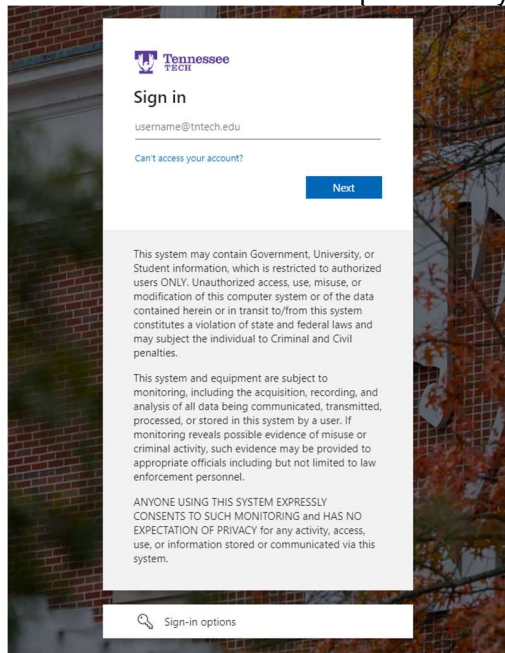 Tennessee
TECH
Sign in
username@tntech.edu
Can't access your account?
Next
This system may contain Government, University, or
Student information, which is restricted to authorized
users ONLY. Unauthorized access, use, misuse, or
modification of this computer system or of the data
contained herein or in transit to/from this system
constitutes a violation of state and federal laws and
may subject the individual to Criminal and Civil
penalties.
This system and equipment are subject to
monitoring, including the acquisition, recording, and
analysis of all data being communicated, transmitted,
processed, or stored in this system by a user. If
monitoring reveals possible evidence of misuse or
criminal activity, such evidence may be provided to
appropriate officials including but not limited to law
enforcement personnel.
ANYONE USING THIS SYSTEM EXPRESSLY
CONSENTS TO SUCH MONITORING and HAS NO
EXPECTATION OF PRIVACY for any activity, access,
use, or information stored or communicated via this
system.
Sign-in options